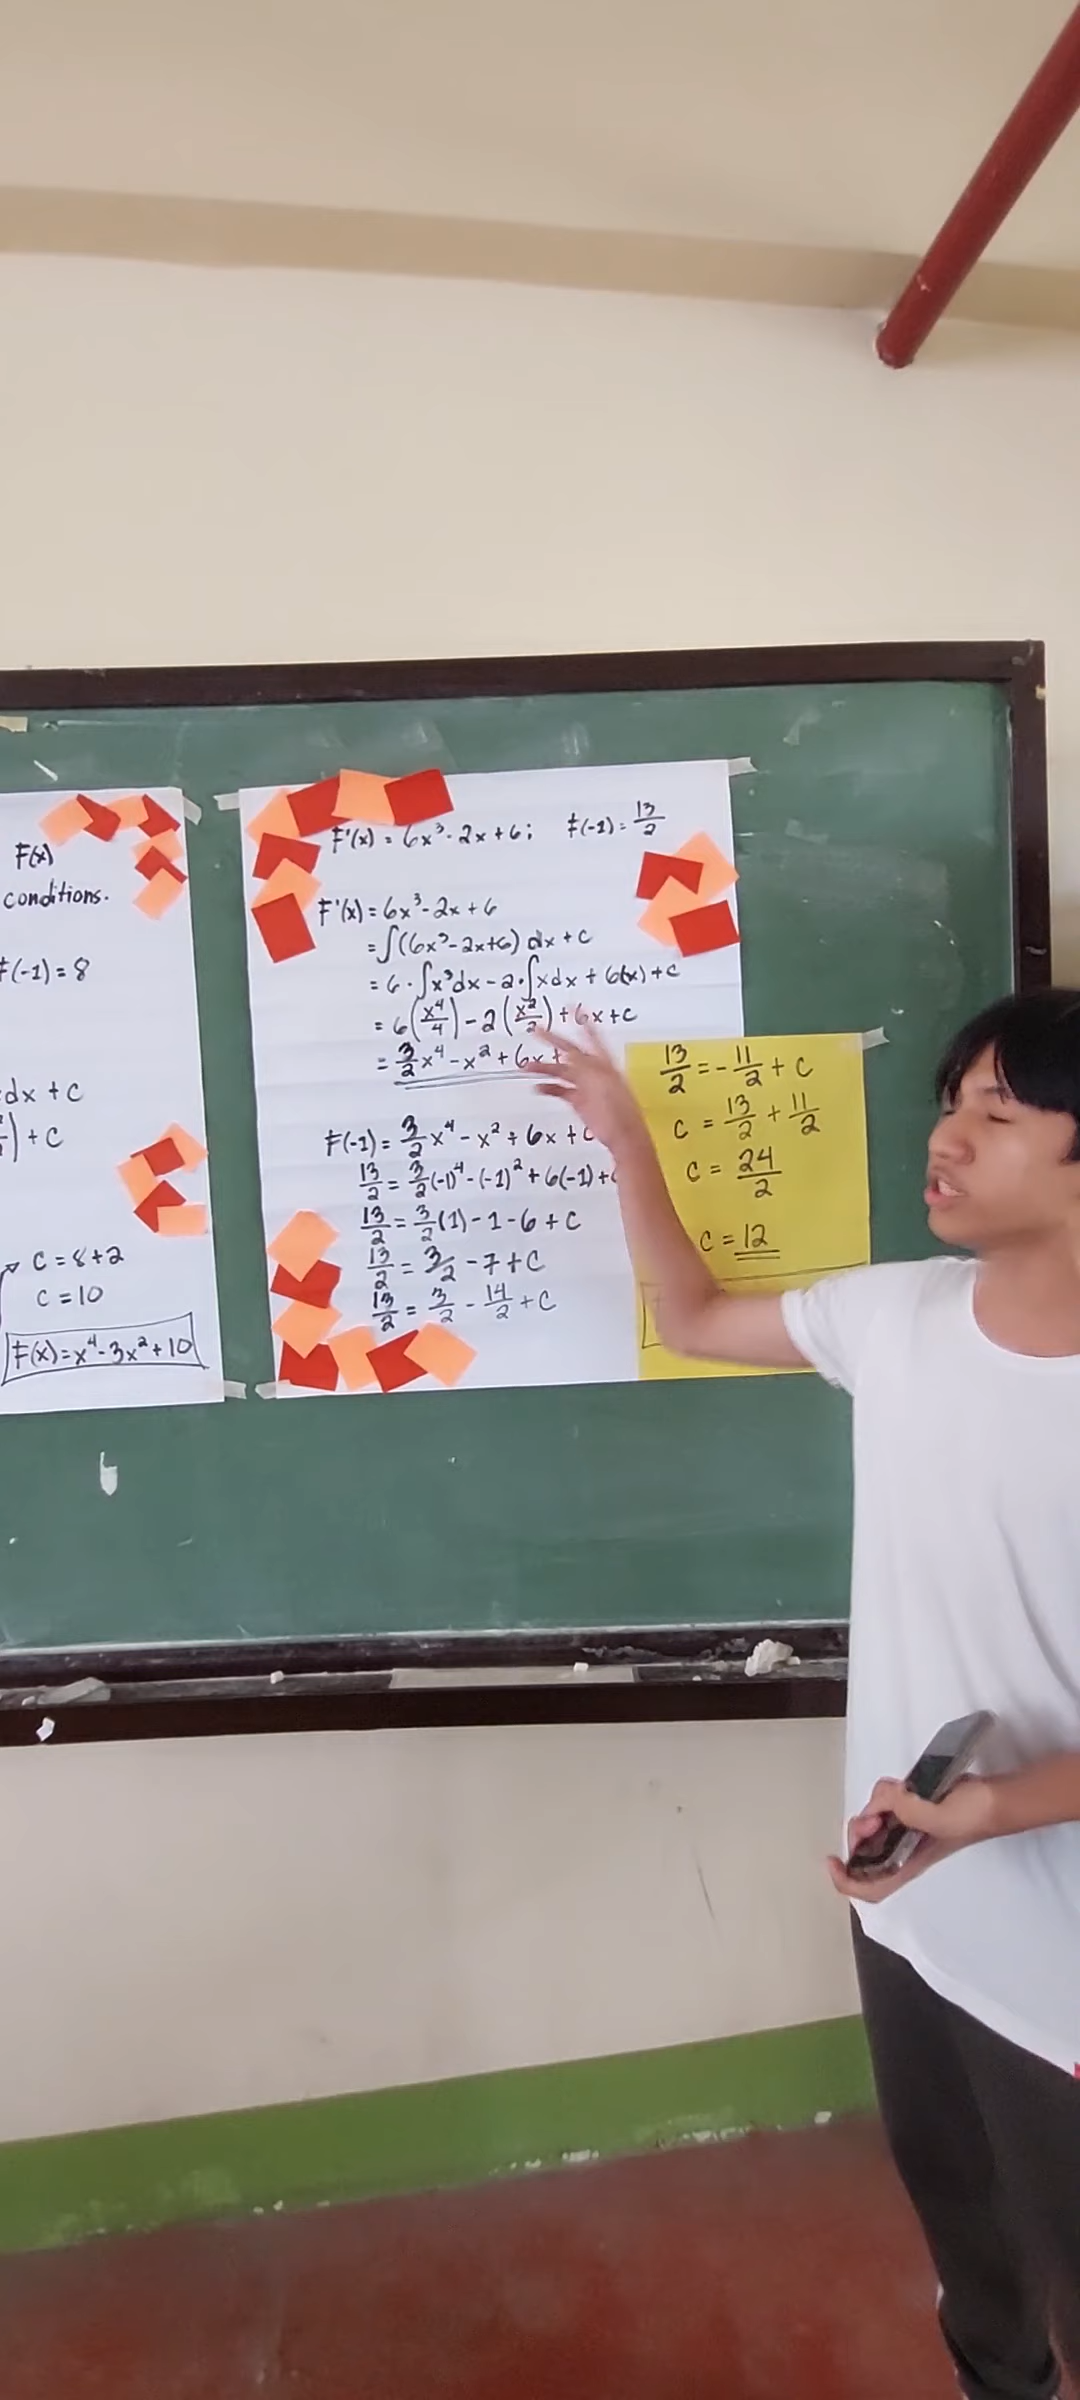 F(x)
conditions.
F(-1) = 8
dx + C
) + C
C = 8+2
C = 10
F(x) = x⁴ - 3x² + 10
F'(x) = 6x³ - 2x + 6; F(-1) = 13/2
F'(x) = 6x³ - 2x + 6
= ∫(6x³ - 2x + 6) dx + C
= 6 · ∫x³dx - 2 · ∫xdx + 6(x) + C
= 6(x⁴/4) - 2(x²/2) + 6x + C
= 3/2 x⁴ - x² + 6x +
F(-1) = 3/2 x⁴ - x² + 6x + C
13/2 = 3/2 (-1)⁴ - (-1)² + 6(-1) + C
13/2 = 3/2 (1) - 1 - 6 + C
13/2 = 3/2 - 7 + C
13/2 = 3/2 - 14/2 + C
13/2 = - 11/2 + C
C = 13/2 + 11/2
C = 24/2
C = 12